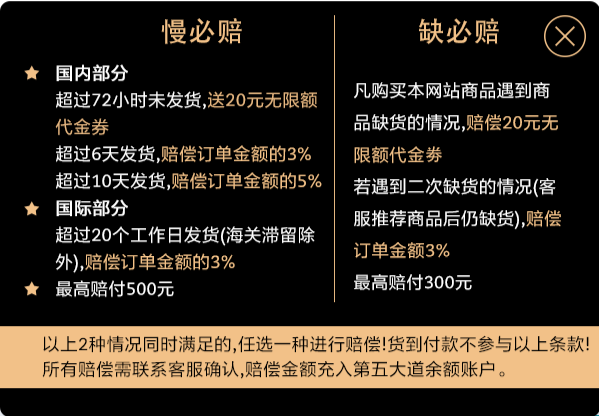 慢必赔
国内部分
超过72小时未发货,送20元无限额
代金券
超过6天发货,赔偿订单金额的3%
超过10天发货,赔偿订单金额的5%
国际部分
超过20个工作日发货(海关滞留除
外),赔偿订单金额的3%
最高赔付500元
缺必赔
凡购买本网站商品遇到商
品缺货的情况,赔偿20元无
限额代金券
若遇到二次缺货的情况(客
服推荐商品后仍缺货),赔偿
订单金额3%
最高赔付300元
以上2种情况同时满足的,任选一种进行赔偿!货到付款不参与以上条款!
所有赔偿需联系客服确认,赔偿金额充入第五大道余额账户。